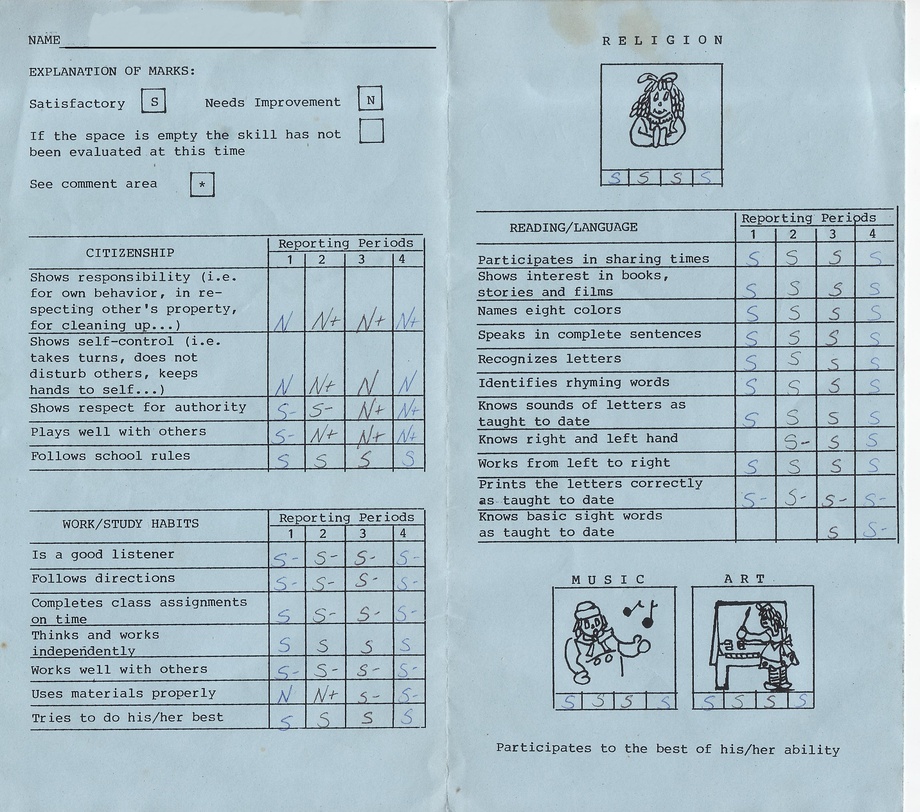 NAME
EXPLANATION OF MARKS:
Satisfactory S Needs Improvement N
If the space is empty the skill has not
been evaluated at this time
See comment area *
CITIZENSHIP
Reporting Periods
1 2 3 4
Shows responsibility (i.e.
for own behavior, in re-
specting other's property,
for cleaning up...) N N+ N+ N+
Shows self-control (i.e.
takes turns, does not
disturb others, keeps
hands to self...) N N+ N N
Shows respect for authority S- S- N+ N+
Plays well with others S- N+ N+ N+
Follows school rules S S S S
WORK/STUDY HABITS
Reporting Periods
1 2 3 4
Is a good listener S- S- S- S-
Follows directions S- S- S- S-
Completes class assignments
on time S S- S- S-
Thinks and works
independently S S S S
Works well with others S- S- S- S-
Uses materials properly N N+ S- S-
Tries to do his/her best S S S S
RELIGION
S S S S
READING/LANGUAGE
Reporting Periods
1 2 3 4
Participates in sharing times S S S S
Shows interest in books,
stories and films S S S S
Names eight colors S S S S
Speaks in complete sentences S S S S
Recognizes letters S S S S
Identifies rhyming words S S S S
Knows sounds of letters as
taught to date S S S S
Knows right and left hand S- S S
Works from left to right S S S S
Prints the letters correctly
as taught to date S- S- S- S-
Knows basic sight words
as taught to date S S-
MUSIC ART
S S S S S S S S
Participates to the best of his/her ability